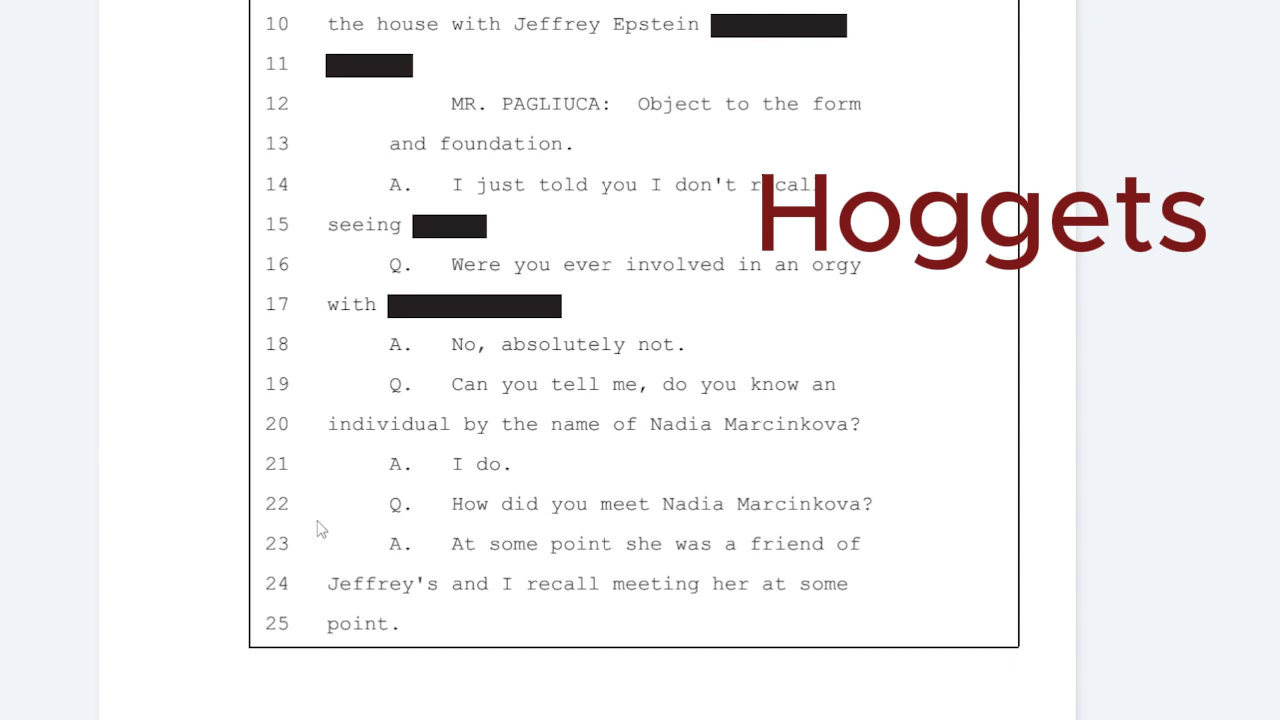 10 the house with Jeffrey Epstein
11
12 MR. PAGLIUCA: Object to the form
13 and foundation.
14 A. I just told you I don't recall
Hoggets
15 seeing
16 Q. Were you ever involved in an orgy
17 with
18 A. No, absolutely not.
19 Q. Can you tell me, do you know an
20 individual by the name of Nadia Marcinkova?
21 A. I do.
22 Q. How did you meet Nadia Marcinkova?
23 A. At some point she was a friend of
24 Jeffrey's and I recall meeting her at some
25 point.